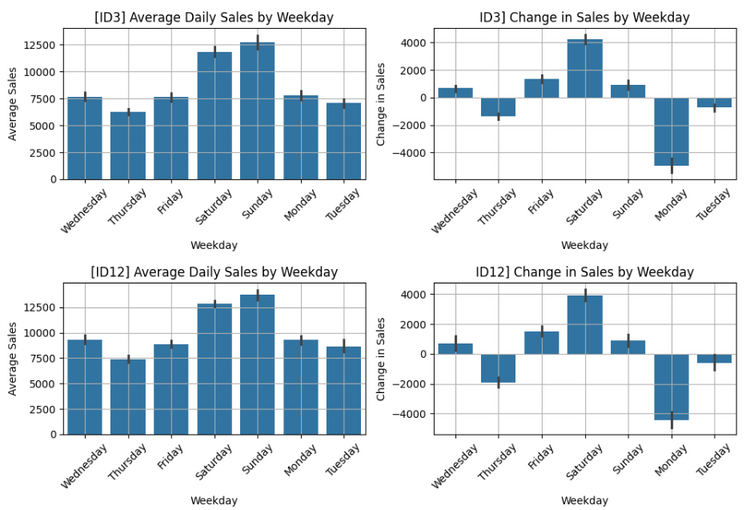 [ID3] Average Daily Sales by Weekday
Average Sales
12500
10000
7500
5000
2500
0
Wednesday
Thursday
Friday
Saturday
Sunday
Monday
Tuesday
Weekday
ID3] Change in Sales by Weekday
Change in Sales
4000
2000
0
−2000
−4000
Wednesday
Thursday
Friday
Saturday
Sunday
Monday
Tuesday
Weekday
[ID12] Average Daily Sales by Weekday
Average Sales
12500
10000
7500
5000
2500
0
Wednesday
Thursday
Friday
Saturday
Sunday
Monday
Tuesday
Weekday
ID12] Change in Sales by Weekday
Change in Sales
4000
2000
0
−2000
−4000
Wednesday
Thursday
Friday
Saturday
Sunday
Monday
Tuesday
Weekday